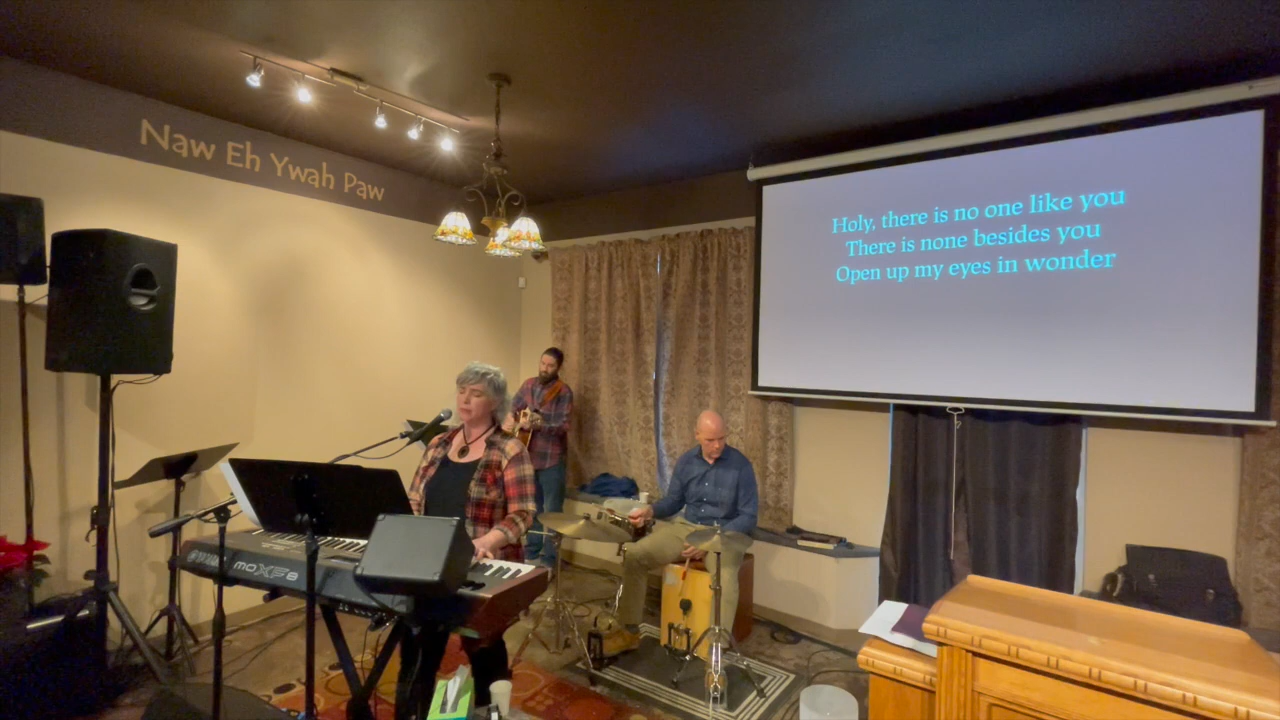 Naw Eh Ywah Paw
Holy, there is no one like you
There is none besides you
Open up my eyes in wonder
YAMAHA MOXF8